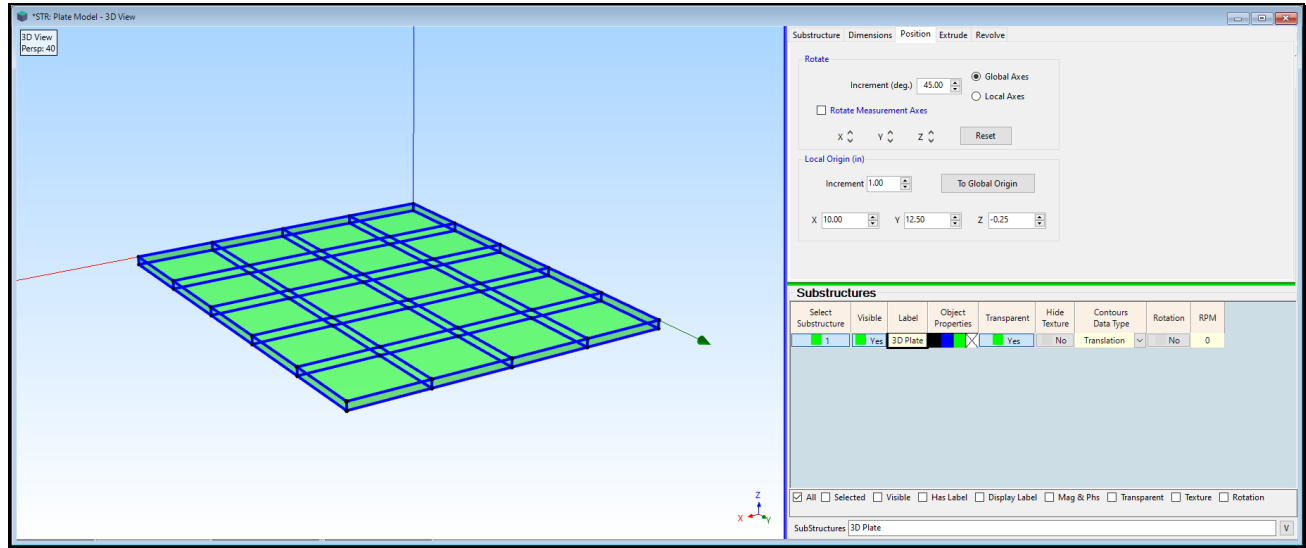 *STR: Plate Model - 3D View
3D View
Persp: 40
Z
X Y
Substructure Dimensions Position Extrude Revolve
Rotate
Increment (deg.) 45.00 Global Axes
Local Axes
Rotate Measurement Axes
X Y Z Reset
Local Origin (in)
Increment 1.00 To Global Origin
X 10.00 Y 12.50 Z -0.25
Substructures
Select Substructure Visible Label Object Properties Transparent Hide Texture Contours Data Type Rotation RPM
1 Yes 3D Plate Yes No Translation No 0
All Selected Visible Has Label Display Label Mag & Phs Transparent Texture Rotation
SubStructures 3D Plate V